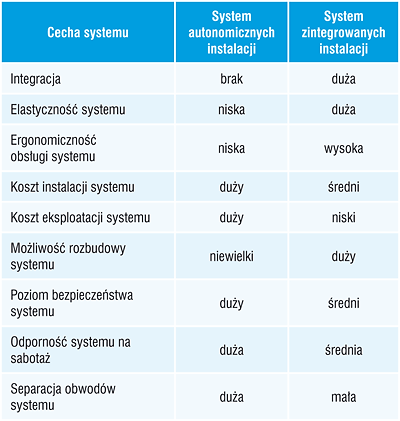 Cecha systemu
System autonomicznych instalacji
System zintegrowanych instalacji
Integracja brak duża
Elastyczność systemu niska duża
Ergonomiczność obsługi systemu niska wysoka
Koszt instalacji systemu duży średni
Koszt eksploatacji systemu duży niski
Możliwość rozbudowy systemu niewielki duży
Poziom bezpieczeństwa systemu duży średni
Odporność systemu na sabotaż duża średnia
Separacja obwodów systemu duża mała